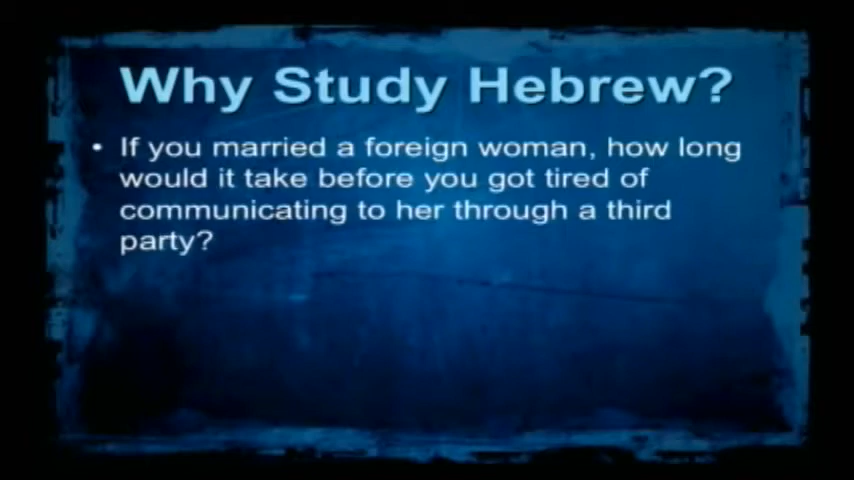 Why Study Hebrew?
• If you married a foreign woman, how long
would it take before you got tired of
communicating to her through a third
party?